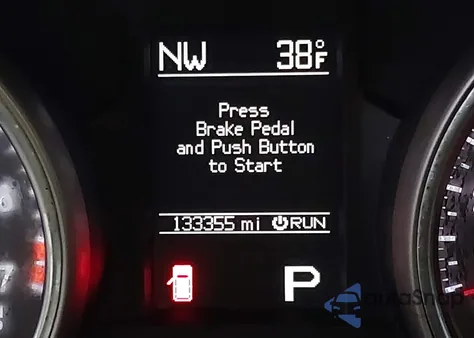 NW 38°F
Press
Brake Pedal
and Push Button
to Start
133355 mi RUN
P